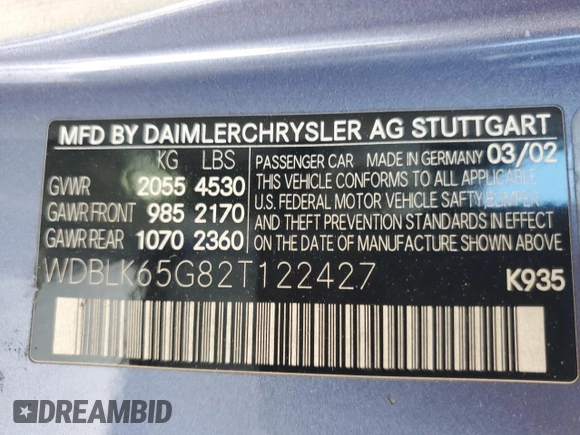 MFD BY DAIMLERCHRYSLER AG STUTTGART
KG LBS
GVWR 2055 4530
GAWR FRONT 985 2170
GAWR REAR 1070 2360
PASSENGER CAR MADE IN GERMANY 03/02
THIS VEHICLE CONFORMS TO ALL APPLICABLE
U.S. FEDERAL MOTOR VEHICLE SAFTY, BUMPER
AND THEFT PREVENTION STANDARDS IN EFFECT
ON THE DATE OF MANUFACTURE SHOWN ABOVE.
WDBLK65G82T122427
K935
DREAMBID